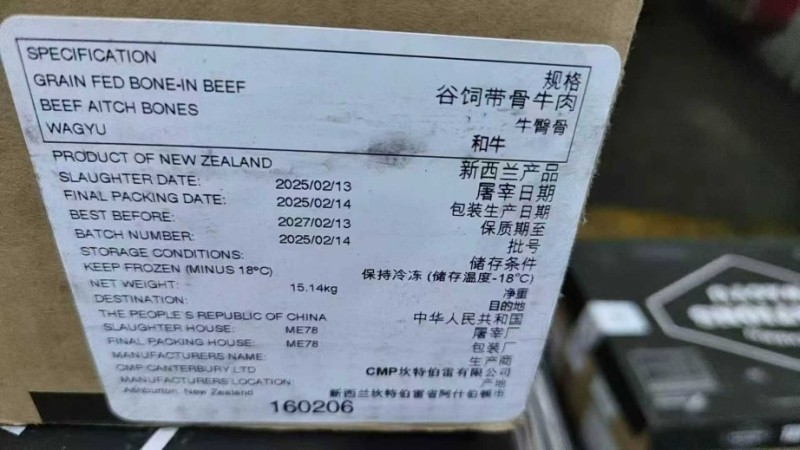 SPECIFICATION 规格
GRAIN FED BONE-IN BEEF 谷饲带骨牛肉
BEEF AITCH BONES 牛臀骨
WAGYU 和牛
PRODUCT OF NEW ZEALAND 新西兰产品
SLAUGHTER DATE: 2025/02/13 屠宰日期
FINAL PACKING DATE: 2025/02/14 包装生产日期
BEST BEFORE: 2027/02/13 保质期至
BATCH NUMBER: 2025/02/14 批号
STORAGE CONDITIONS: 储存条件
KEEP FROZEN (MINUS 18°C) 保持冷冻 (储存温度-18°C)
NET WEIGHT: 15.14kg 净重
DESTINATION: 目的地
THE PEOPLE'S REPUBLIC OF CHINA 中华人民共和国
SLAUGHTER HOUSE: ME78 屠宰厂
FINAL PACKING HOUSE: ME78 包装厂
MANUFACTURERS NAME: 生产商
CMP CANTERBURY LTD CMP坎特伯雷有限公司
MANUFACTURERS LOCATION 产地
Ashburton, New Zealand 新西兰坎特伯雷省阿什伯顿市
160206